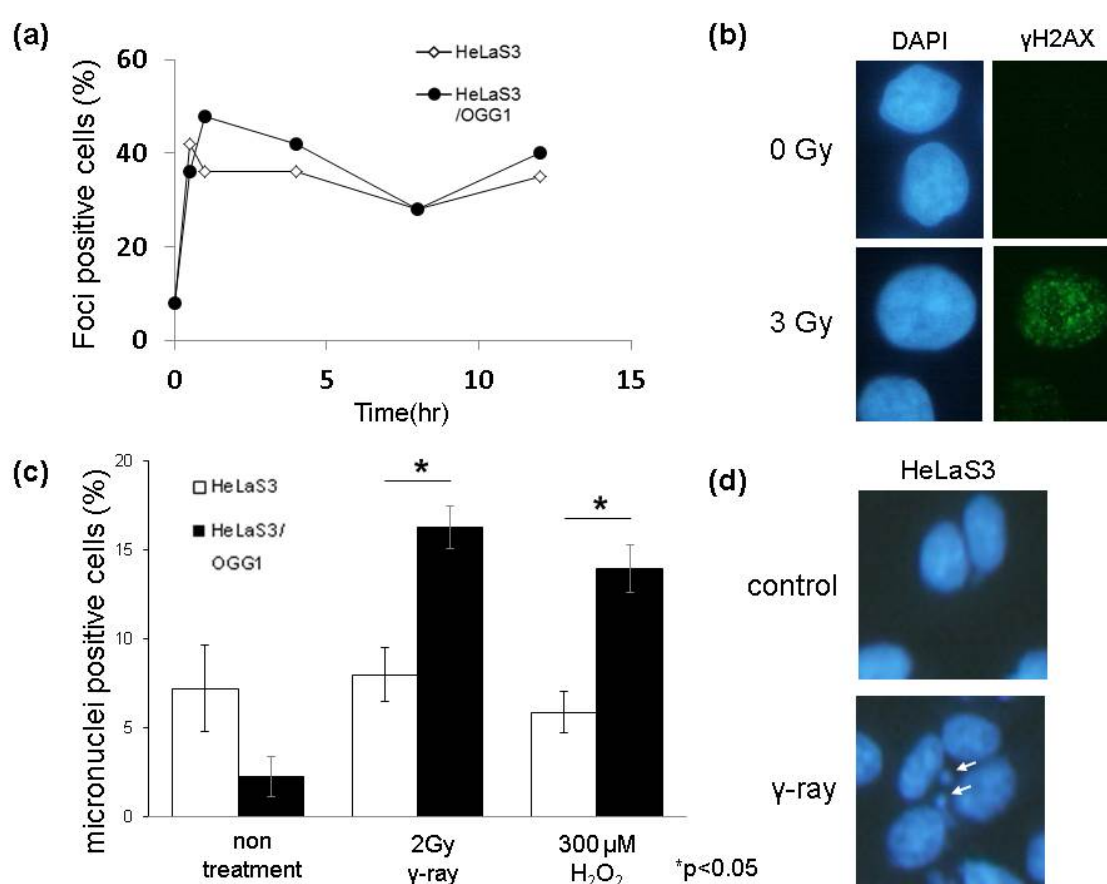 (a)
60
40
20
0
Foci positive cells (%)
HeLaS3
HeLaS3
/OGG1
0
5
10
15
Time(hr)
(b)
DAPI
γH2AX
0 Gy
3 Gy
(c)
20
15
10
5
0
micronuclei positive cells (%)
HeLaS3
HeLaS3/
OGG1
*
*
non
treatment
2Gy
γ-ray
300 μM
H₂O₂
*p<0.05
(d)
HeLaS3
control
γ-ray